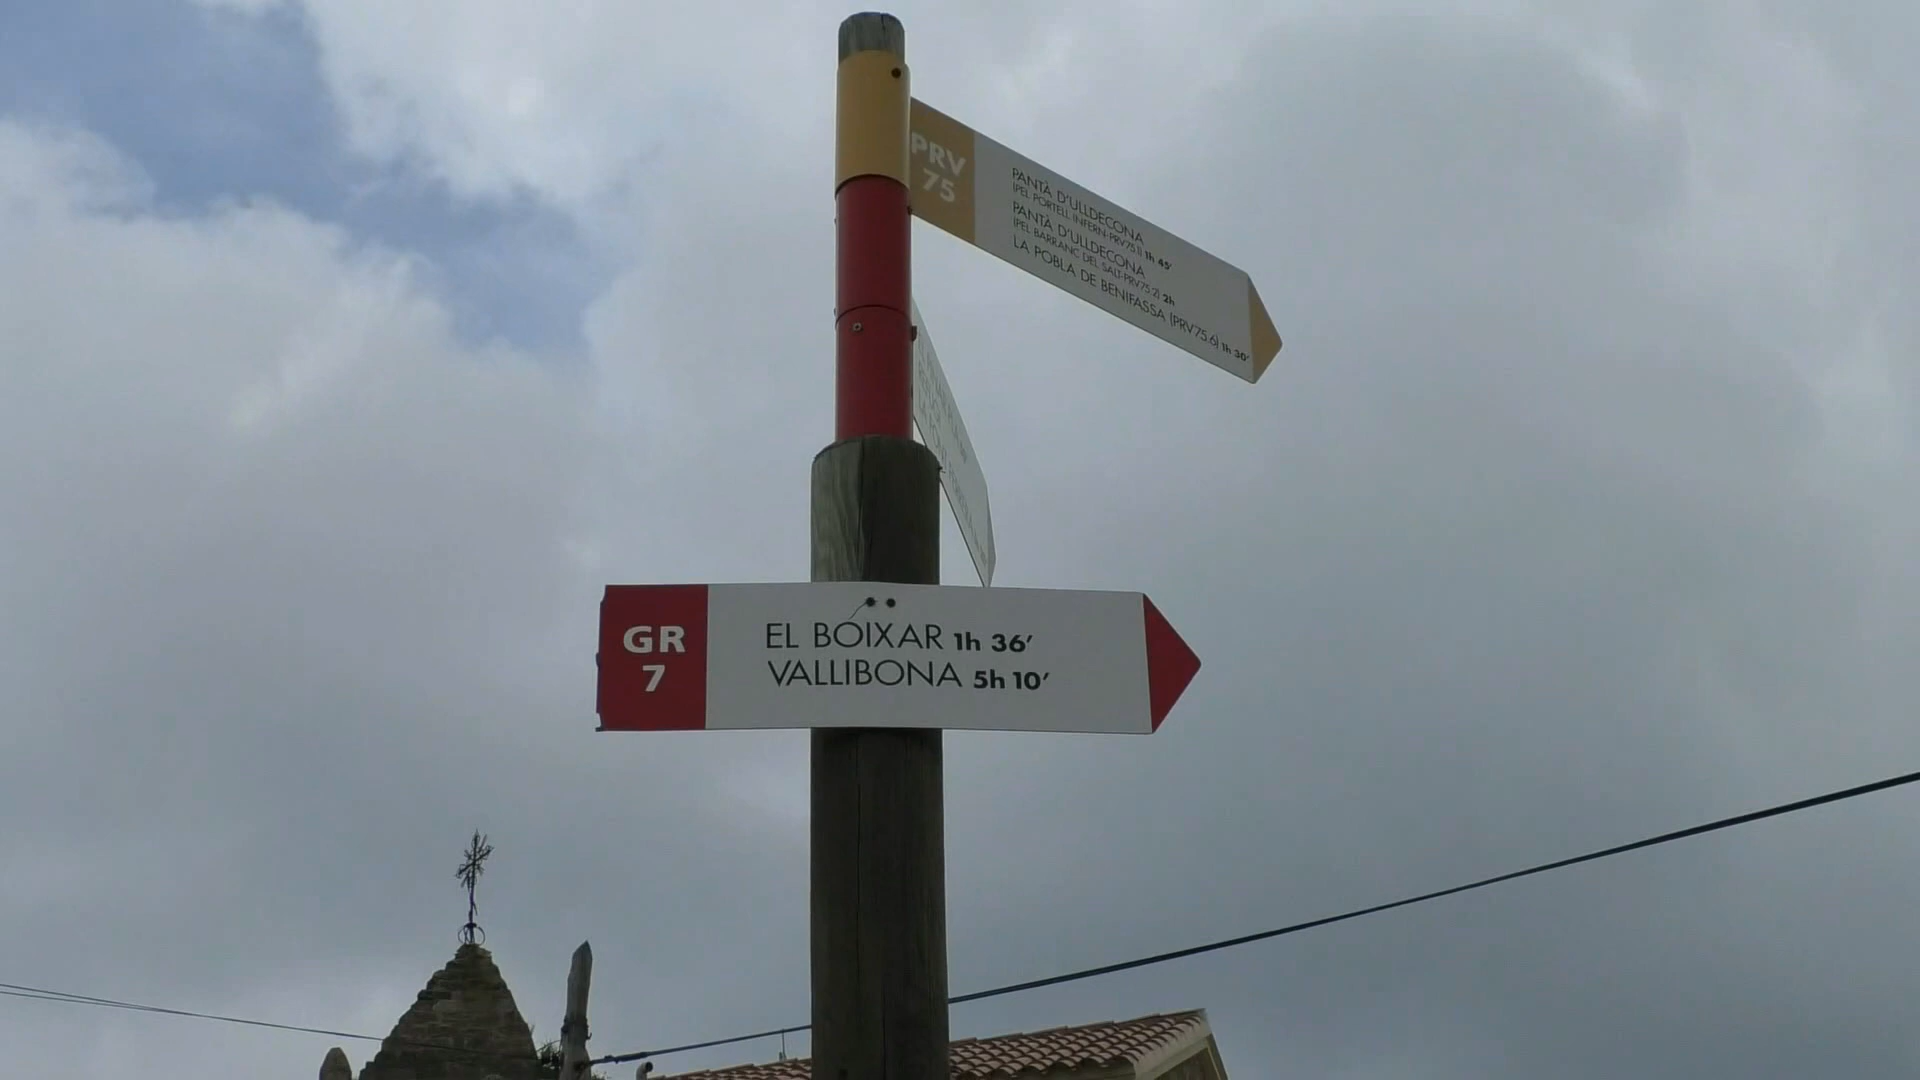 PRV
75
PANTÀ D'ULLDECONA
(PEL PORTELL INFERN-PRV75.1) 1h 45'
PANTÀ D'ULLDECONA
(PEL BARRANC DEL SALT-PRV75.2) 2h
LA POBLA DE BENIFASSA (PRV75.6) 1h 30'
GR
7
EL BOIXAR 1h 36'
VALLIBONA 5h 10'